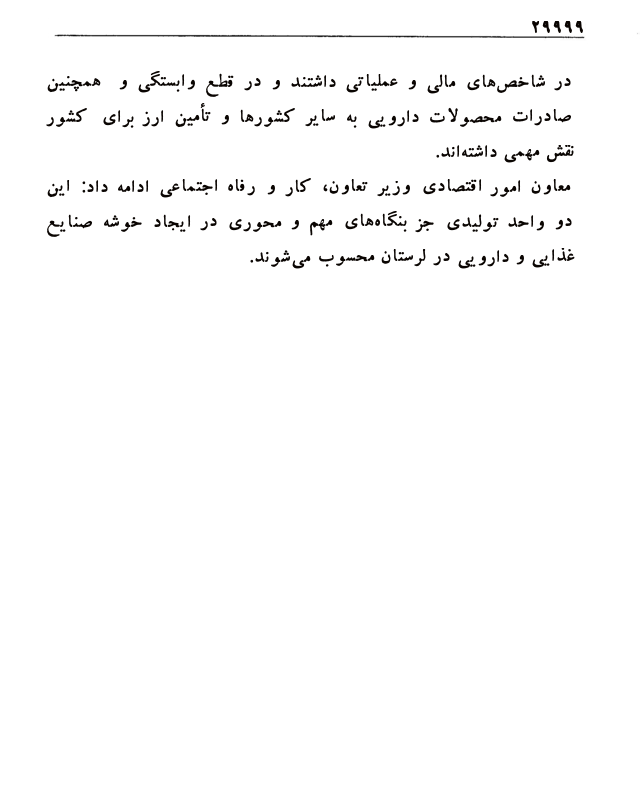 ۲۹۹۹۹
در شاخص‌های مالی و عملیاتی داشتند و در قطع وابستگی و همچنین
صادرات محصولات دارویی به سایر کشورها و تأمین ارز برای کشور
نقش مهمی داشته‌اند.
معاون امور اقتصادی وزیر تعاون، کار و رفاه اجتماعی ادامه داد: این
دو واحد تولیدی جز بنگاه‌های مهم و محوری در ایجاد خوشه صنایع
غذایی و دارویی در لرستان محسوب می‌شوند.